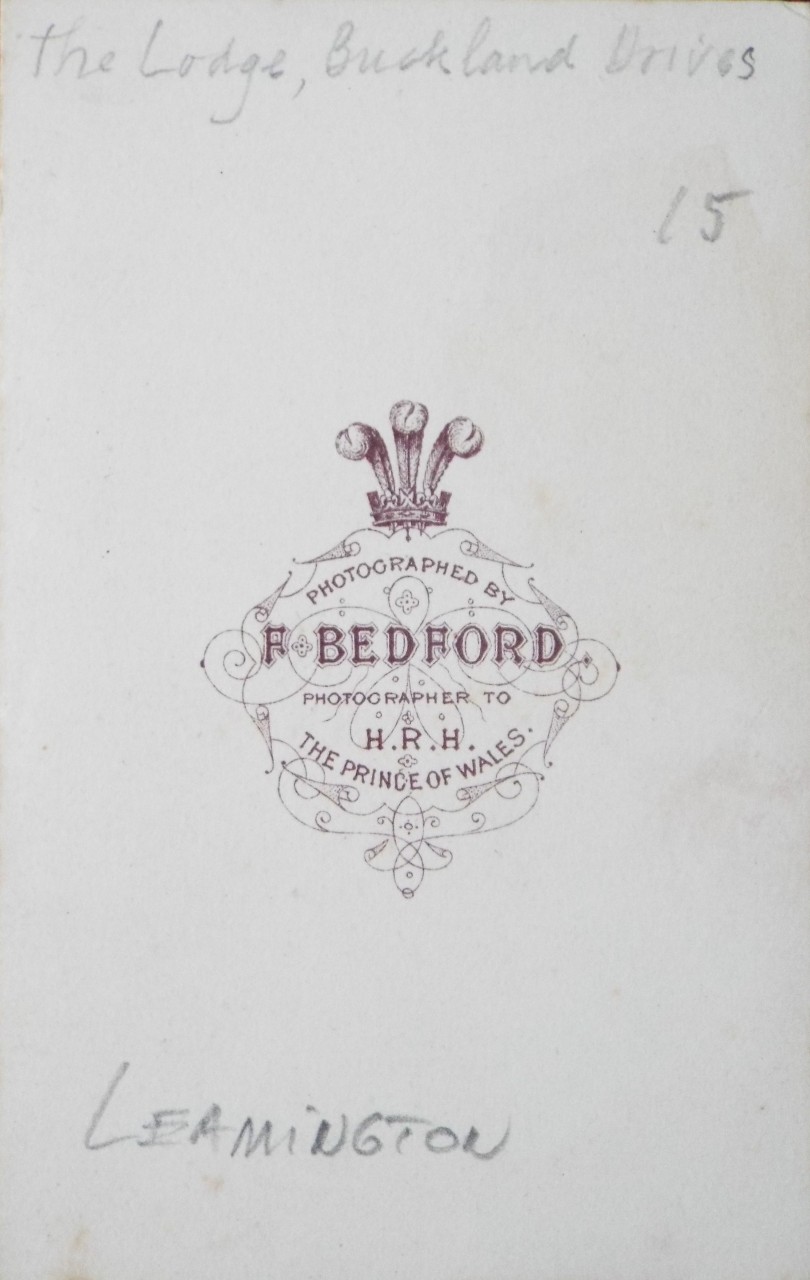 The Lodge, Buckland Drives
15
PHOTOGRAPHED BY
F BEDFORD
PHOTOGRAPHER TO
H.R.H.
THE PRINCE OF WALES.
LEAMINGTON